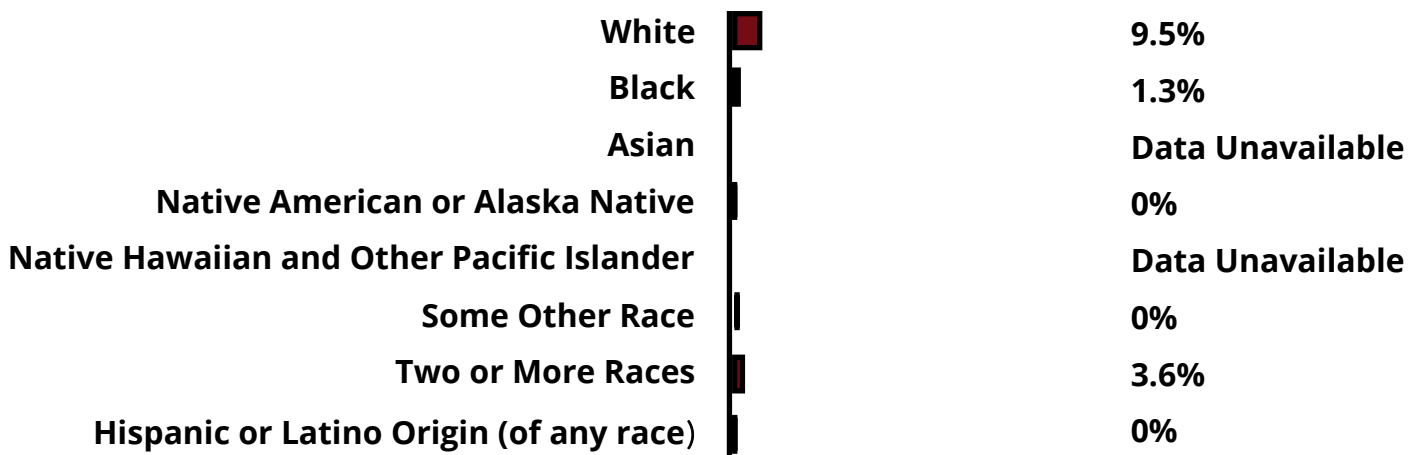 White 9.5%
Black 1.3%
Asian Data Unavailable
Native American or Alaska Native 0%
Native Hawaiian and Other Pacific Islander Data Unavailable
Some Other Race 0%
Two or More Races 3.6%
Hispanic or Latino Origin (of any race) 0%